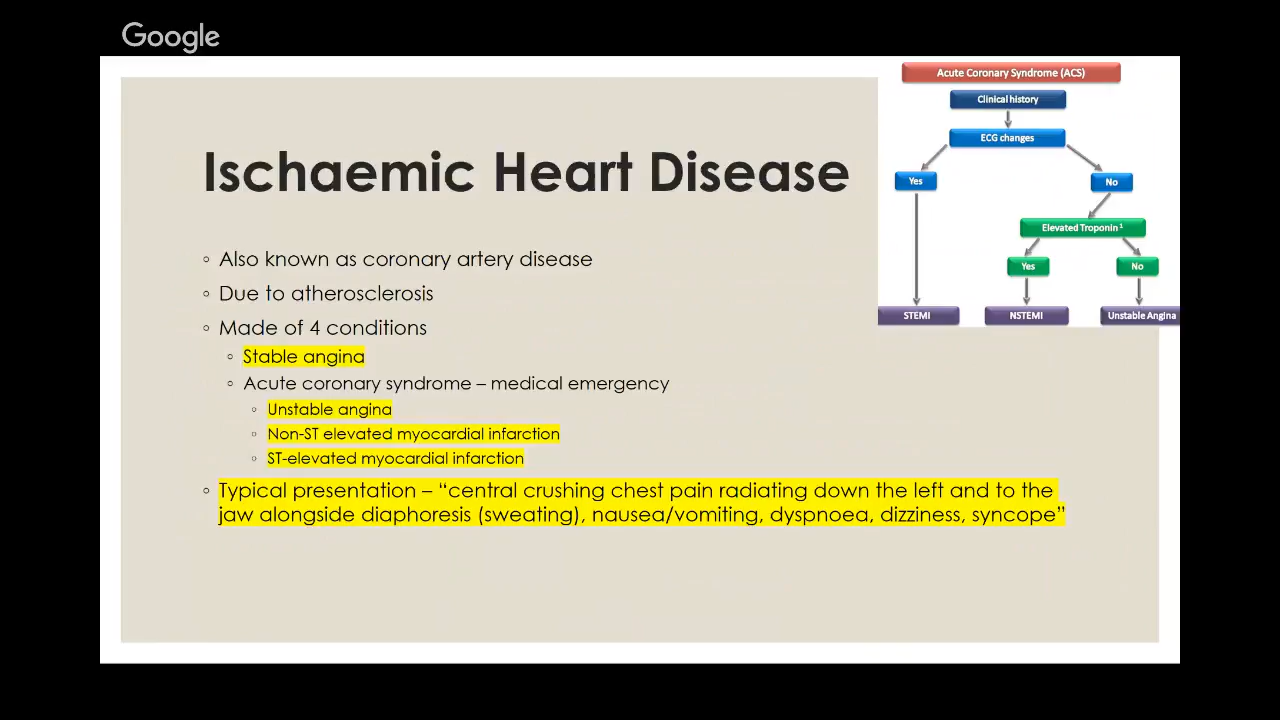 Google
Acute Coronary Syndrome (ACS)
Clinical history
ECG changes
Yes
No
Elevated Troponin ¹
Yes
No
STEMI
NSTEMI
Unstable Angina
Ischaemic Heart Disease
◦ Also known as coronary artery disease
◦ Due to atherosclerosis
◦ Made of 4 conditions
◦ Stable angina
◦ Acute coronary syndrome – medical emergency
◦ Unstable angina
◦ Non-ST elevated myocardial infarction
◦ ST-elevated myocardial infarction
◦ Typical presentation – “central crushing chest pain radiating down the left and to the
jaw alongside diaphoresis (sweating), nausea/vomiting, dyspnoea, dizziness, syncope”